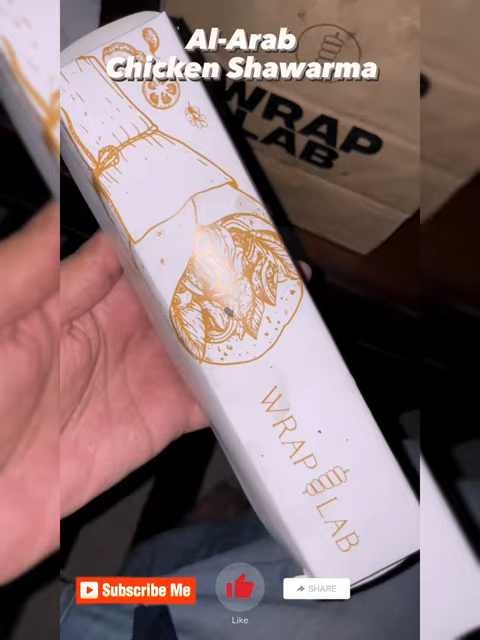 Al-Arab
Chicken Shawarma
WRAP
LAB
WRAP LAB
Subscribe Me
SHARE
Like